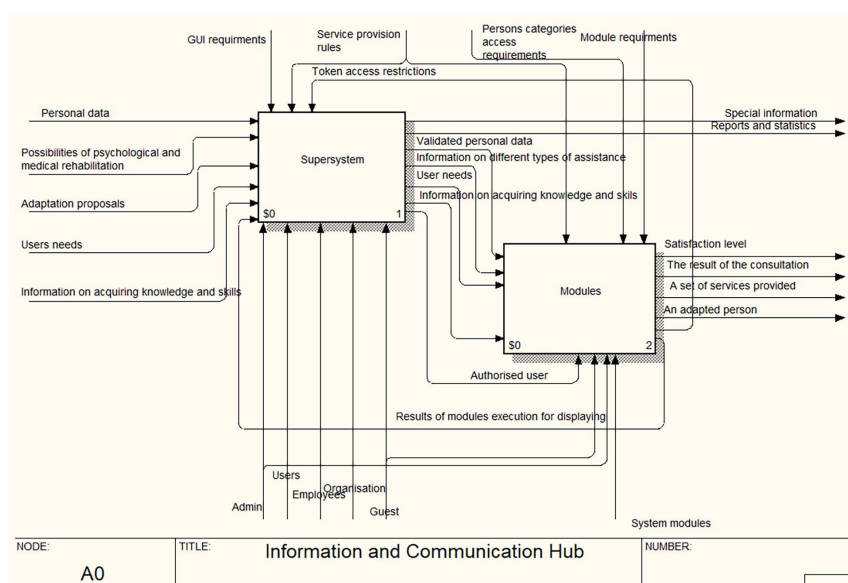 GUI requirments
Service provision
rules
Persons categories
access
requirements
Module requirments
Token access restrictions
Personal data
Special information
Reports and statistics
Possibilities of psychological and
medical rehabilitation
Supersystem
Validated personal data
Information on different types of assistance
User needs
Information on acquiring knowledge and skils
Adaptation proposals
$0
1
Users needs
Satisfaction level
The result of the consultation
A set of services provided
An adapted person
Information on acquiring knowledge and skills
Modules
$0
2
Authorised user
Results of modules execution for displaying
Users
Organisation
Employees
Admin
Guest
System modules
NODE:
TITLE:
NUMBER:
A0
Information and Communication Hub